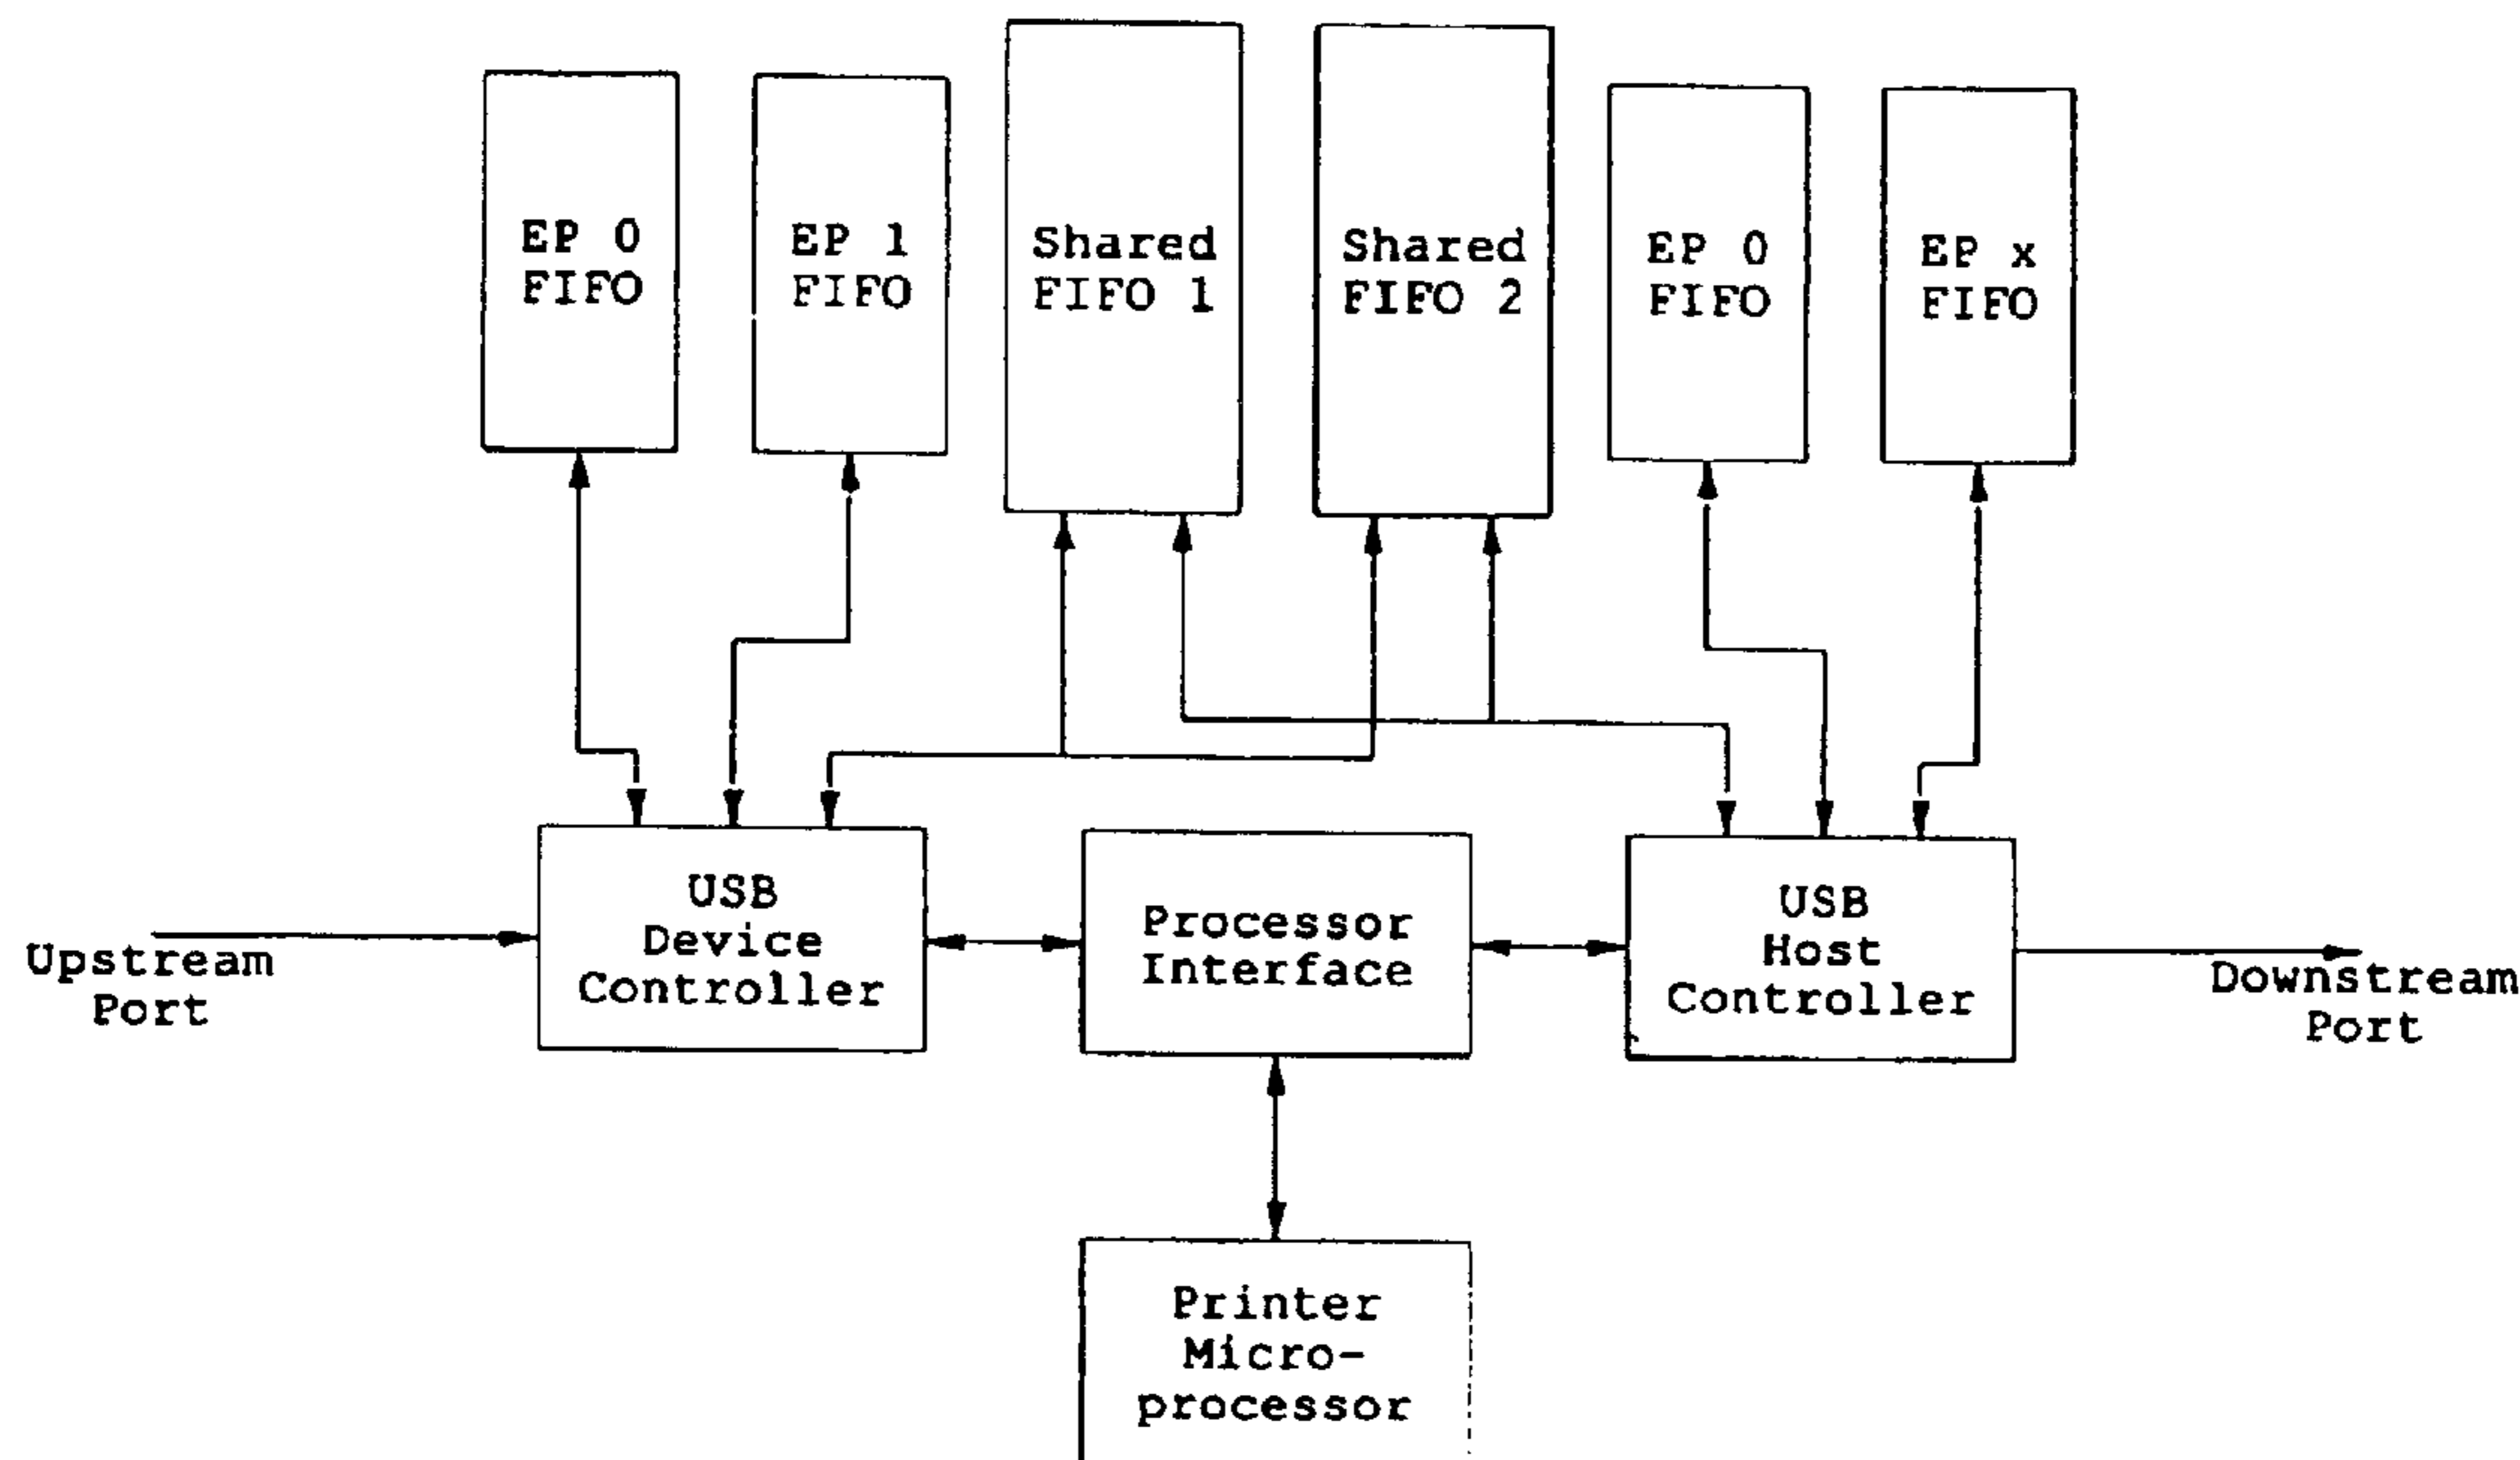 EP 0
FIFO
EP 1
FIFO
Shared
FIFO 1
Shared
FIFO 2
EP 0
FIFO
EP x
FIFO
Upstream
Port
USB
Device
Controller
Processor
Interface
USB
Host
Controller
Downstream
Port
Printer
Micro-
processor